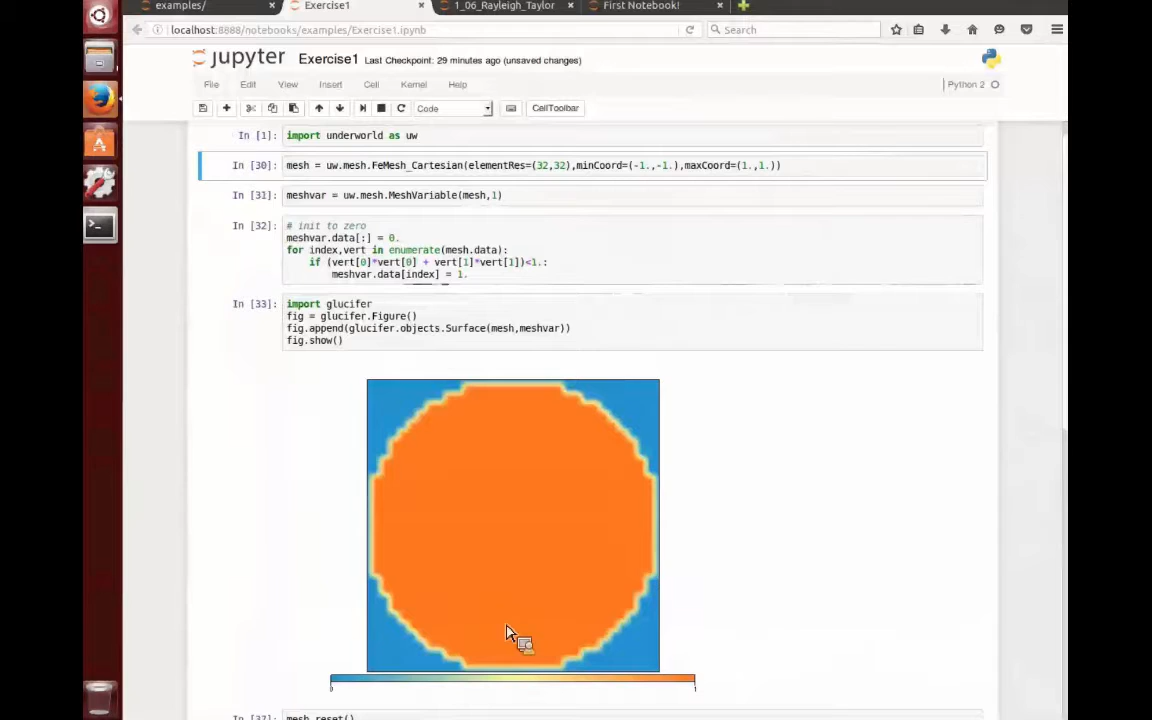 examples/ × Exercise1 × 1_06_Rayleigh_Taylor × First Notebook! ×
localhost:8888/notebooks/examples/Exercise1.ipynb Search
jupyter Exercise1 Last Checkpoint: 29 minutes ago (unsaved changes)
File Edit View Insert Cell Kernel Help Python 2
Code CellToolbar
In [1]: import underworld as uw
In [30]: mesh = uw.mesh.FeMesh_Cartesian(elementRes=(32,32),minCoord=(-1.,-1.),maxCoord=(1.,1.))
In [31]: meshvar = uw.mesh.MeshVariable(mesh,1)
In [32]: # init to zero
meshvar.data[:] = 0.
for index,vert in enumerate(mesh.data):
if (vert[0]*vert[0] + vert[1]*vert[1])<1.:
meshvar.data[index] = 1.
In [33]: import glucifer
fig = glucifer.Figure()
fig.append(glucifer.objects.Surface(mesh,meshvar))
fig.show()
1
In [37]: mesh.reset()